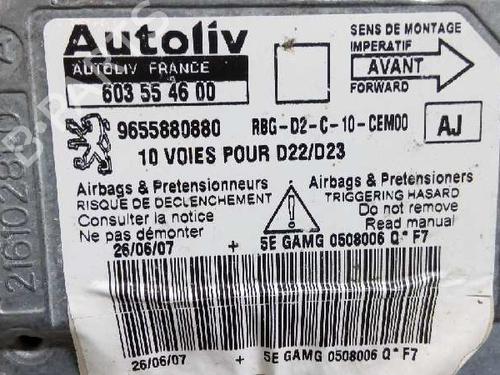 Autoliv
AUTOLIV FRANCE
603 55 46 00
SENS DE MONTAGE
IMPERATIF
AVANT
FORWARD
9655880880
RBG-D2-C-10-CEM00
AJ
10 VOIES POUR D22/D23
Airbags & Pretensionneurs
RISQUE DE DECLENCHEMENT
Consulter la notice
Ne pas démonter
Airbags & Pretensioners
TRIGGERING HASARD
Do not remove
Read manual
26/06/07 + 5E GAMG 0508006 Q * F7
26/06/07 + 5E GAMG 0508006 Q * F7